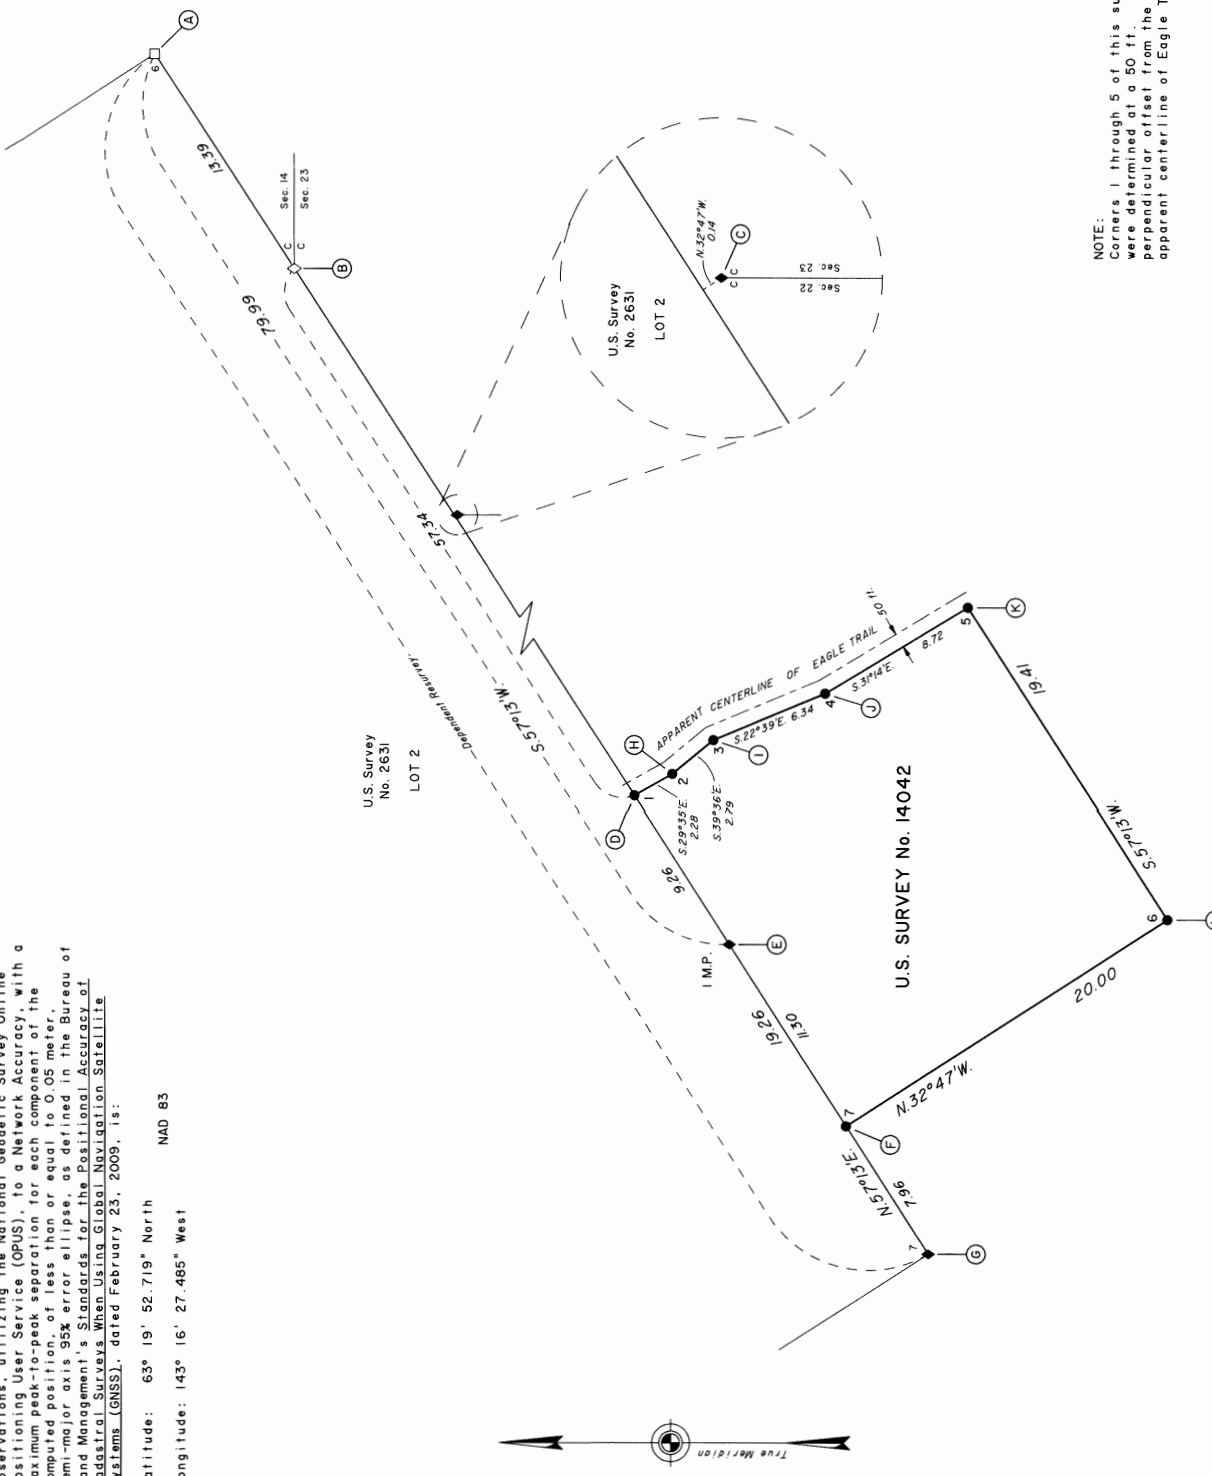 Observations, utilizing the National Geodetic Survey Online
Positioning User Service (OPUS), to a Network Accuracy, with a
maximum peak-to-peak separation for each component of the
computed position, of less than or equal to 0.05 meter,
semi-major axis 95% error ellipse, as defined in the Bureau of
Land Management's Standards for the Positional Accuracy of
Cadastral Surveys When Using Global Navigation Satellite
Systems (GNSS), dated February 23, 2009, is:
Latitude: 63° 19' 52.719" North
NAD 83
Longitude: 143° 16' 27.485" West
A
6
13.39
Sec. 14
Sec. 23
C
C
B
79.99
57.34
U.S. Survey
No. 2631
LOT 2
N.32°47'W.
0.14
C
C
C
Sec. 22
Sec. 23
U.S. Survey
No. 2631
LOT 2
Dependent Resurvey
S.57°13'W.
D
H
1
2
APPARENT CENTERLINE OF EAGLE TRAIL
S.29°35'E.
2.28
S.39°36'E.
2.79
3
I
S.22°39'E. 6.34
4
J
S.31°14'E.
8.72
50 ft.
5
K
9.26
1 M.P.
E
19.26
11.30
U.S. SURVEY No. 14042
19.41
S.57°13'W.
6
20.00
N.32°47'W.
7
F
N.57°13'E.
7.96
7
G
True Meridian
NOTE:
Corners 1 through 5 of this su
were determined at a 50 ft.
perpendicular offset from the
apparent centerline of Eagle T